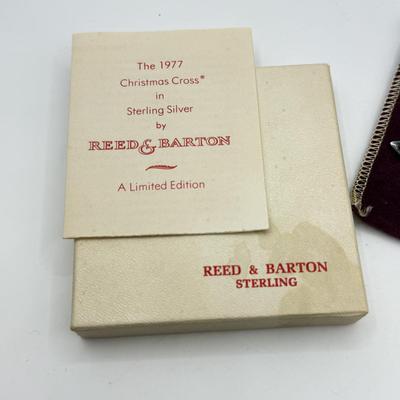 The 1977
Christmas Cross®
in
Sterling Silver
by
REED & BARTON
A Limited Edition
REED & BARTON
STERLING